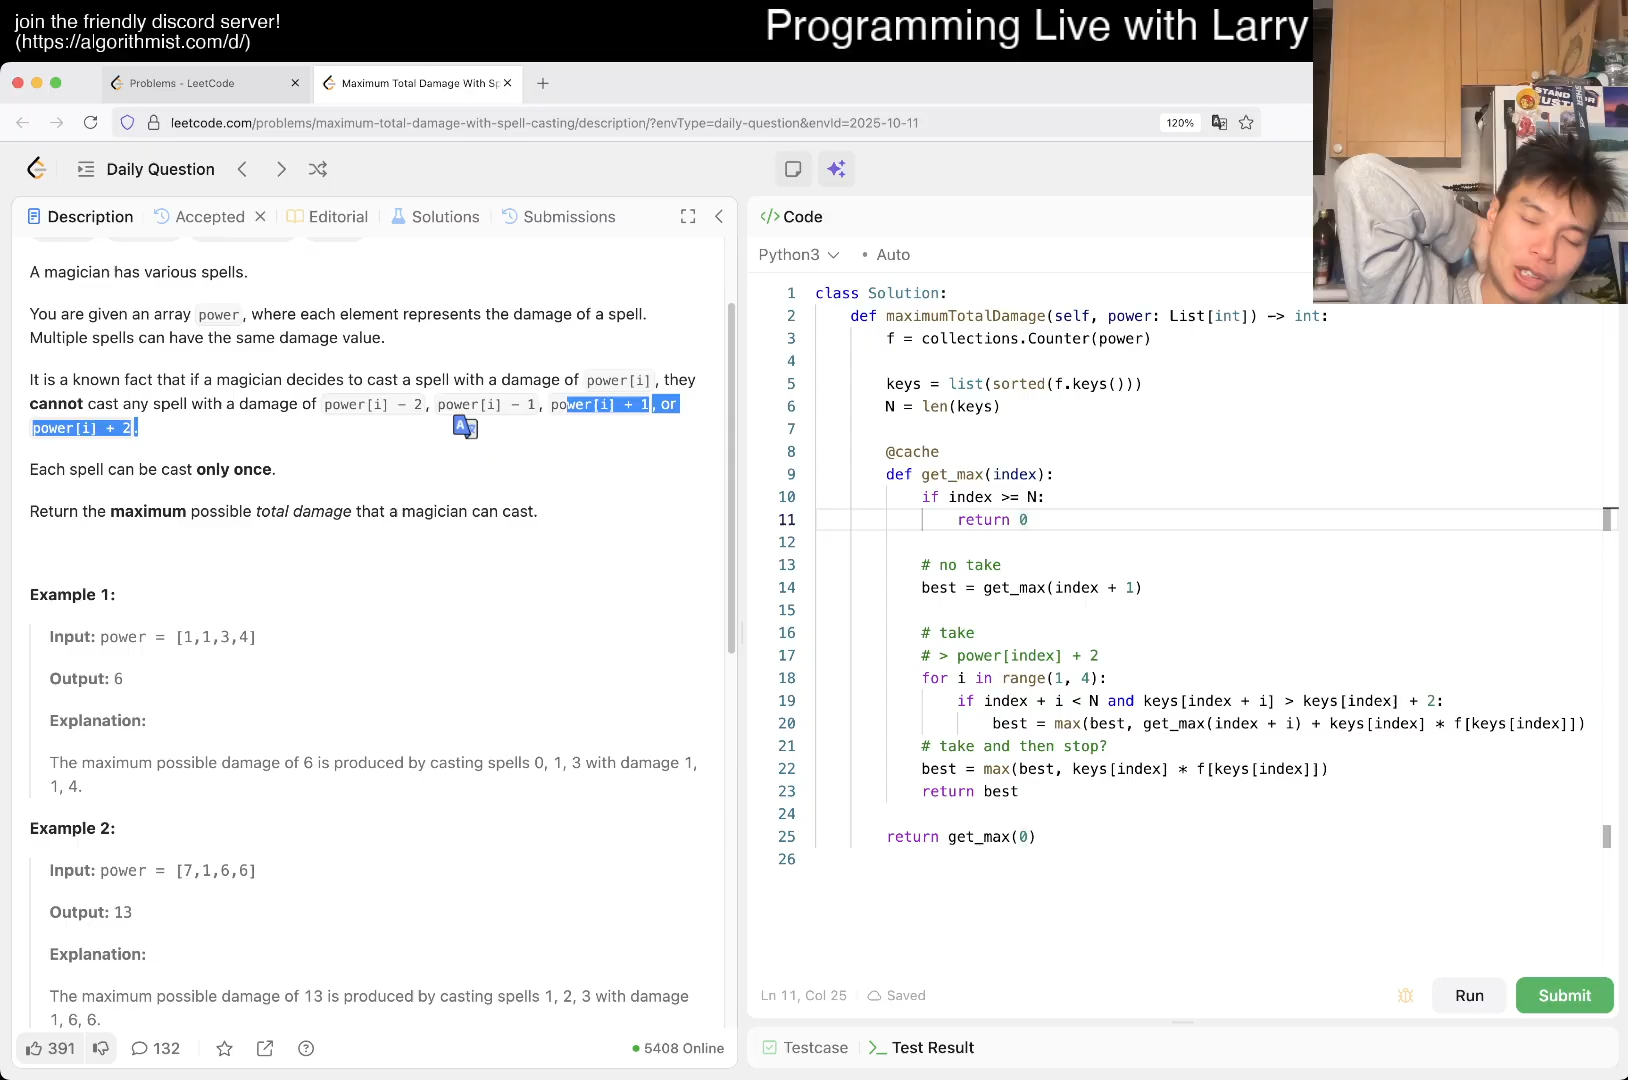 join the friendly discord server!
(https://algorithmist.com/d/)
Programming Live with Larry
Problems - LeetCode
Maximum Total Damage With Sp
leetcode.com/problems/maximum-total-damage-with-spell-casting/description/?envType=daily-question&envId=2025-10-11
120%
Daily Question
Description
Accepted
Editorial
Solutions
Submissions
A magician has various spells.
You are given an array power, where each element represents the damage of a spell.
Multiple spells can have the same damage value.
It is a known fact that if a magician decides to cast a spell with a damage of power[i], they
cannot cast any spell with a damage of power[i] - 2, power[i] - 1, power[i] + 1, or
power[i] + 2.
Each spell can be cast only once.
Return the maximum possible total damage that a magician can cast.
Example 1:
Input: power = [1,1,3,4]
Output: 6
Explanation:
The maximum possible damage of 6 is produced by casting spells 0, 1, 3 with damage 1,
1, 4.
Example 2:
Input: power = [7,1,6,6]
Output: 13
Explanation:
The maximum possible damage of 13 is produced by casting spells 1, 2, 3 with damage
1, 6, 6.
391
132
5408 Online
</> Code
Python3
Auto
1 class Solution:
2 def maximumTotalDamage(self, power: List[int]) -> int:
3 f = collections.Counter(power)
4
5 keys = list(sorted(f.keys()))
6 N = len(keys)
7
8 @cache
9 def get_max(index):
10 if index >= N:
11 return 0
12
13 # no take
14 best = get_max(index + 1)
15
16 # take
17 # > power[index] + 2
18 for i in range(1, 4):
19 if index + i < N and keys[index + i] > keys[index] + 2:
20 best = max(best, get_max(index + i) + keys[index] * f[keys[index]])
21 # take and then stop?
22 best = max(best, keys[index] * f[keys[index]])
23 return best
24
25 return get_max(0)
26
Ln 11, Col 25
Saved
Run
Submit
Testcase
Test Result